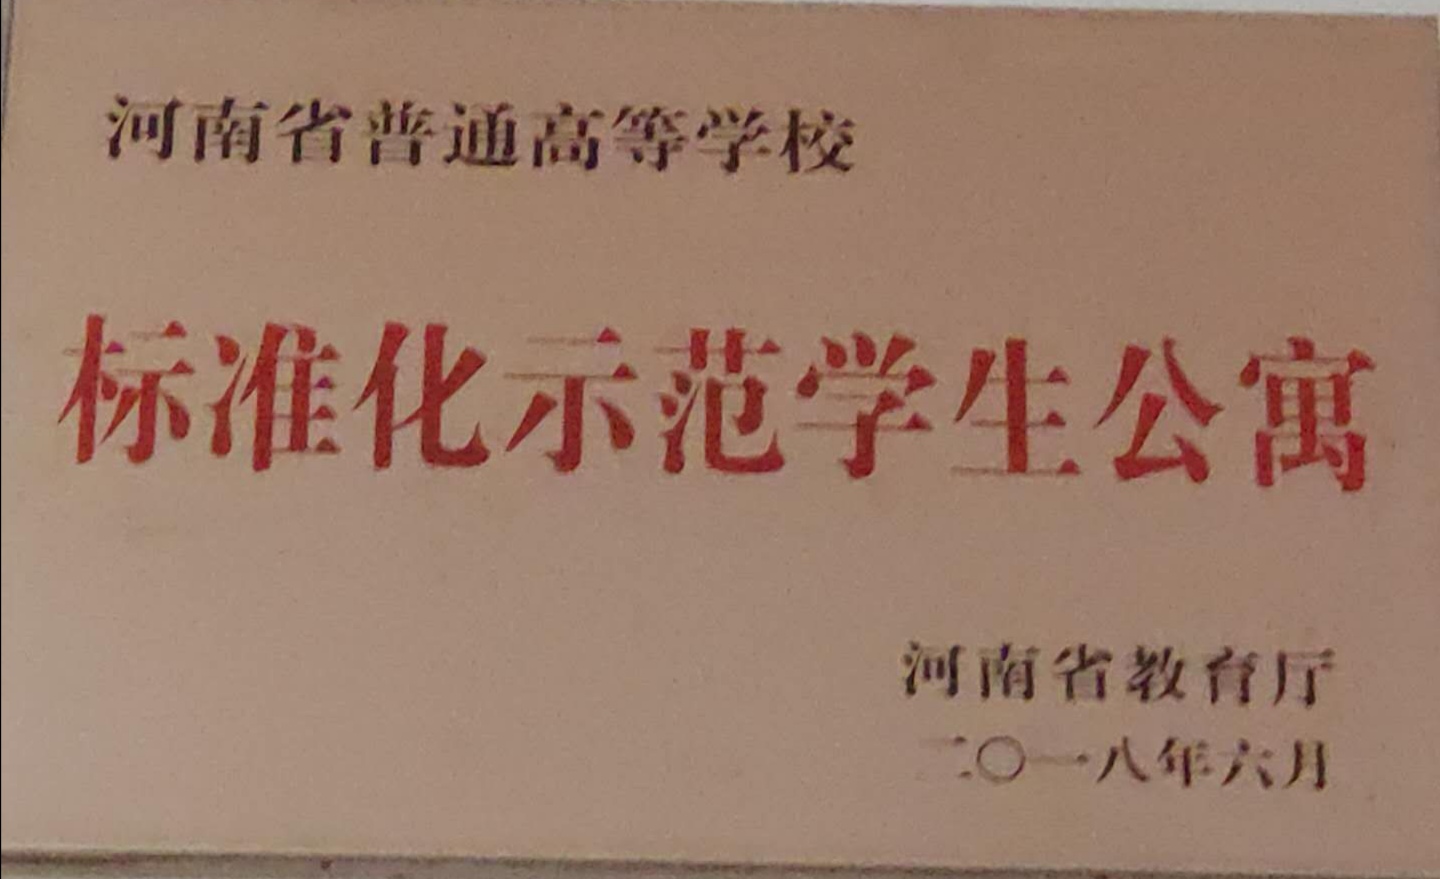 河南省普通高等学校
标准化示范学生公寓
河南省教育厅
二〇一八年六月